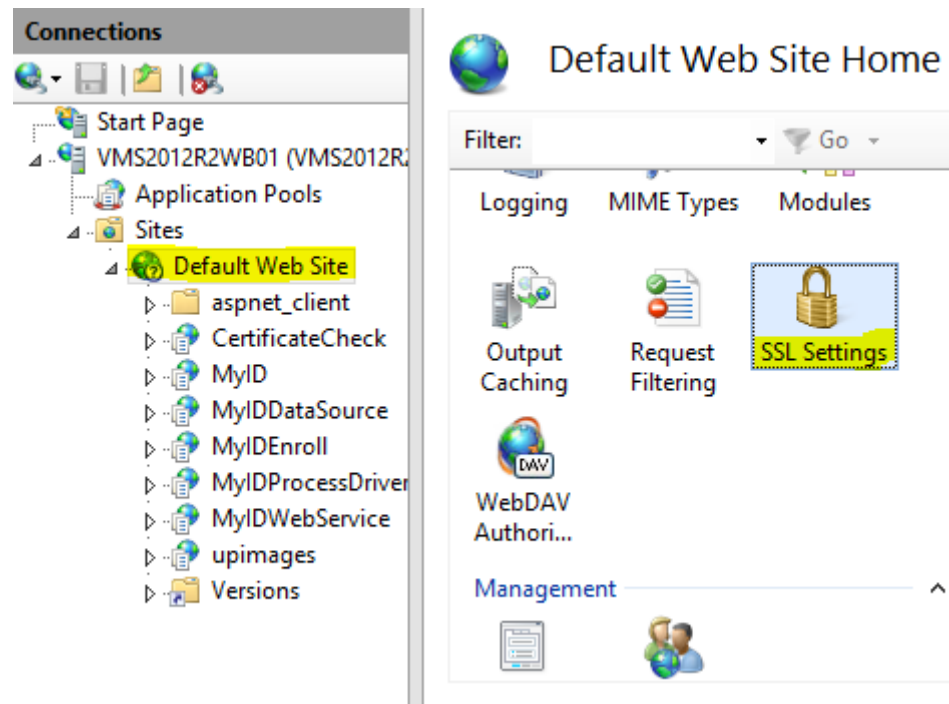 Connections
Start Page
VMS2012R2WB01 (VMS2012R2
Application Pools
Sites
Default Web Site
aspnet_client
CertificateCheck
MyID
MyIDDataSource
MyIDEnroll
MyIDProcessDriver
MyIDWebService
upimages
Versions
Default Web Site Home
Filter:
Go
Logging
MIME Types
Modules
Output
Caching
Request
Filtering
SSL Settings
DAV
WebDAV
Authori...
Management